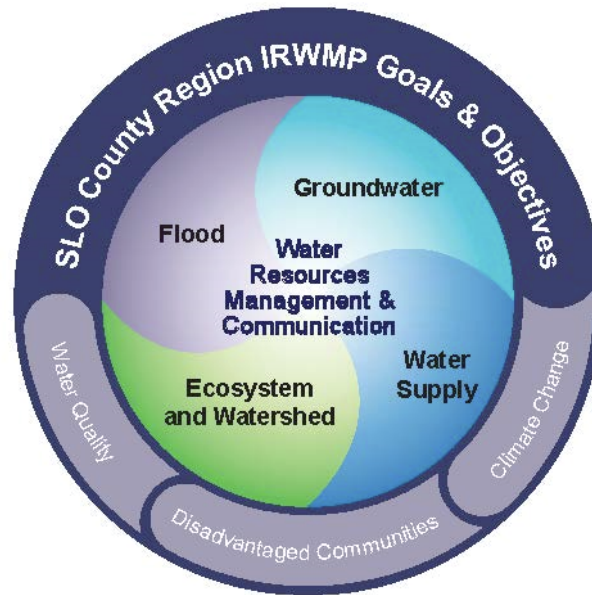 SLO County Region IRWMP Goals & Objectives
Groundwater
Flood
Water
Resources
Management &
Communication
Water
Supply
Ecosystem
and Watershed
Water Quality
Disadvantaged Communities
Climate Change